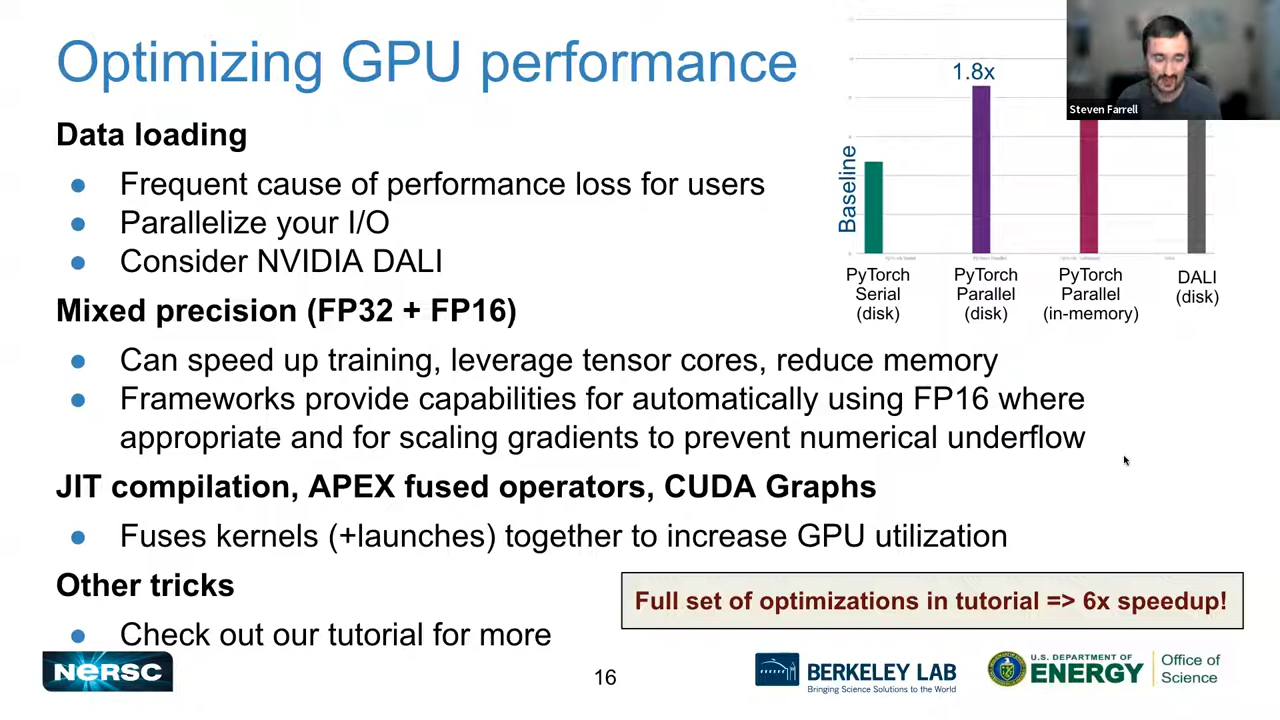 Optimizing GPU performance
Data loading
● Frequent cause of performance loss for users
● Parallelize your I/O
● Consider NVIDIA DALI
Mixed precision (FP32 + FP16)
● Can speed up training, leverage tensor cores, reduce memory
● Frameworks provide capabilities for automatically using FP16 where
appropriate and for scaling gradients to prevent numerical underflow
JIT compilation, APEX fused operators, CUDA Graphs
● Fuses kernels (+launches) together to increase GPU utilization
Other tricks
● Check out our tutorial for more
Full set of optimizations in tutorial => 6x speedup!
1.8x
Baseline
PyTorch
Serial
(disk)
PyTorch
Parallel
(disk)
PyTorch
Parallel
(in-memory)
DALI
(disk)
Steven Farrell
NERSC
16
BERKELEY LAB
Bringing Science Solutions to the World
U.S. DEPARTMENT OF
ENERGY
Office of
Science